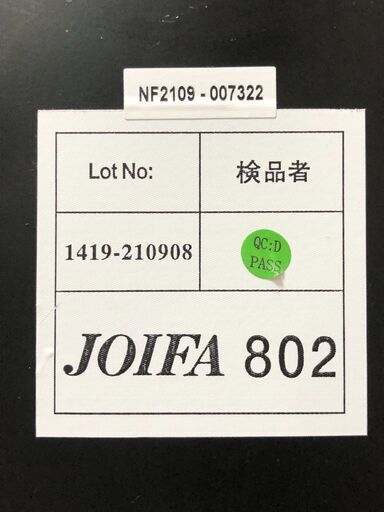 NF2109 - 007322
Lot No:
検品者
1419-210908
QC:D
PASS
JOIFA 802